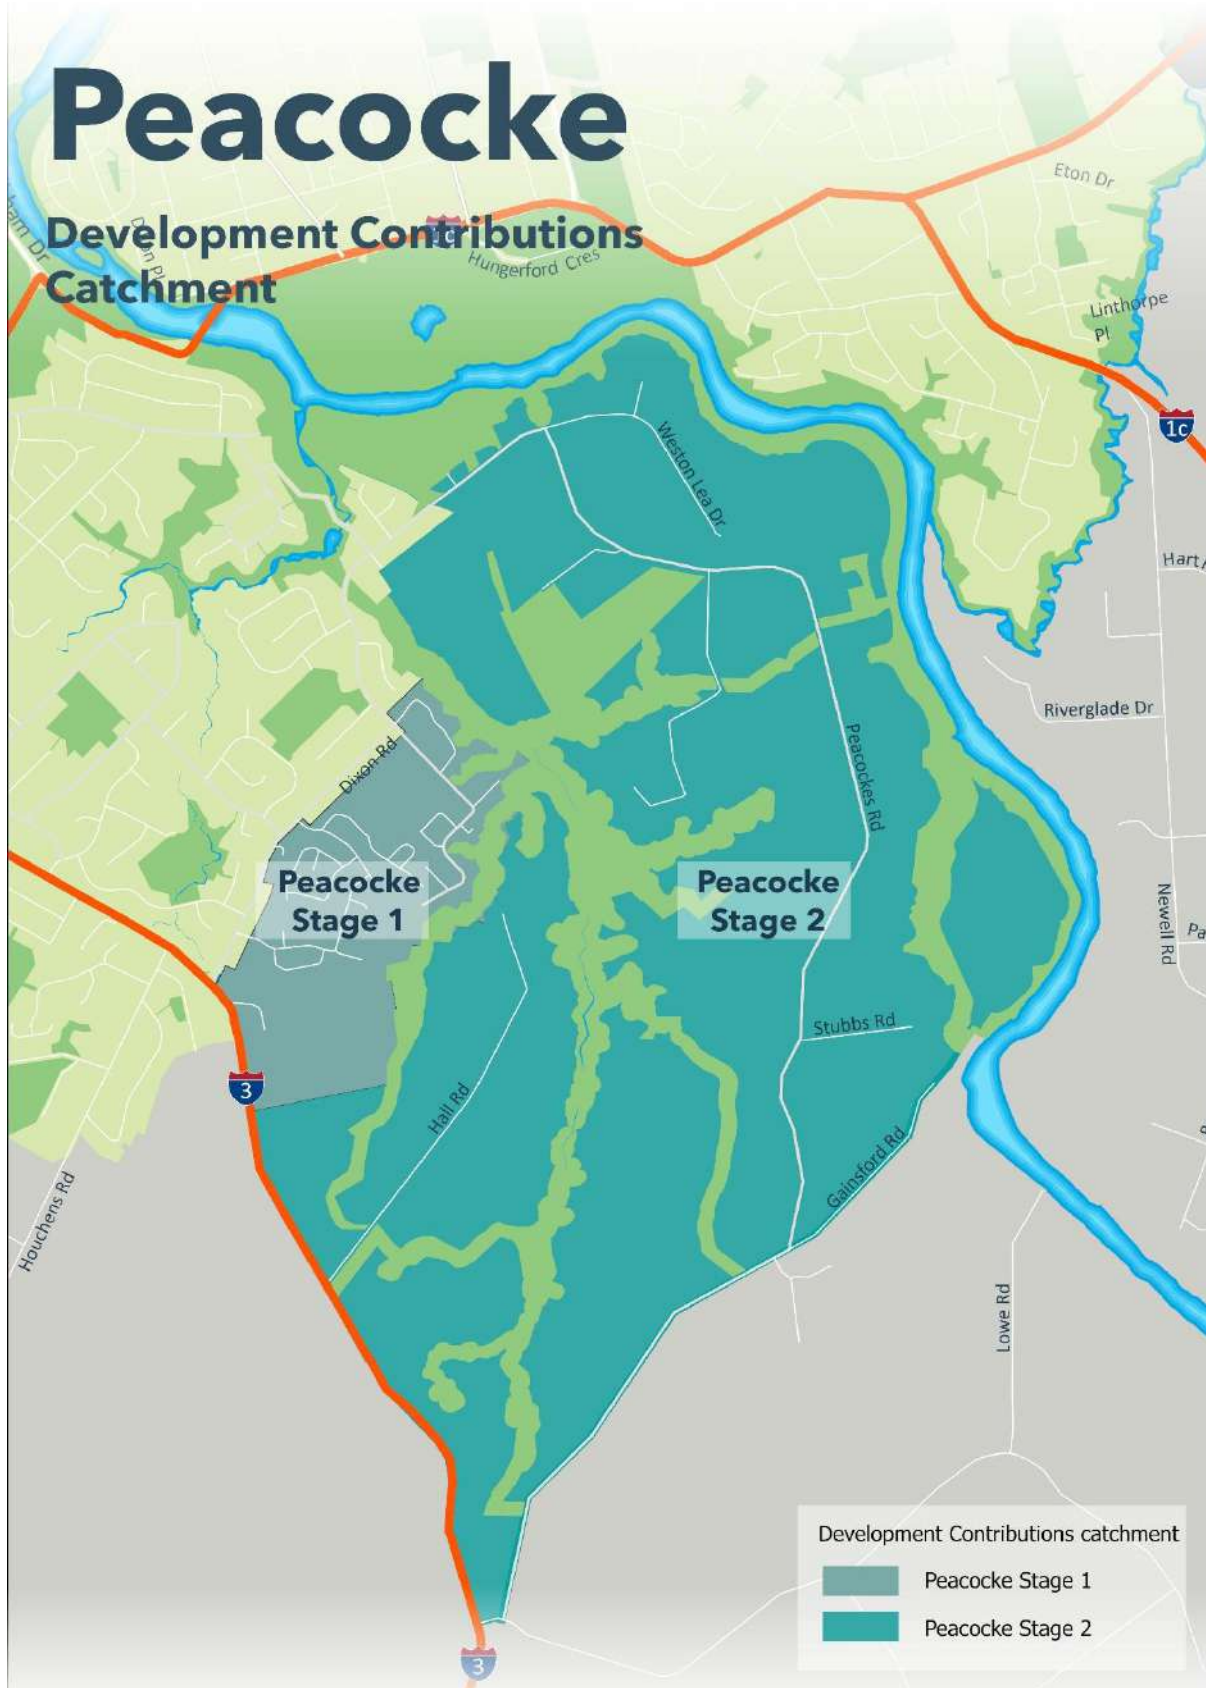 Peacocke
Eton Dr
Development Contributions
1c
Hungerford Cres
Catchment
Linthorpe
Pl
1c
Weston Lea Dr
Riverglade Dr
Dixon Rd
Peacockes Rd
Peacocke
Stage 1
Peacocke
Stage 2
Newell Rd
Stubbs Rd
3
Hall Rd
Gainsford Rd
Houchens Rd
Lowe Rd
Development Contributions catchment
Peacocke Stage 1
Peacocke Stage 2
3